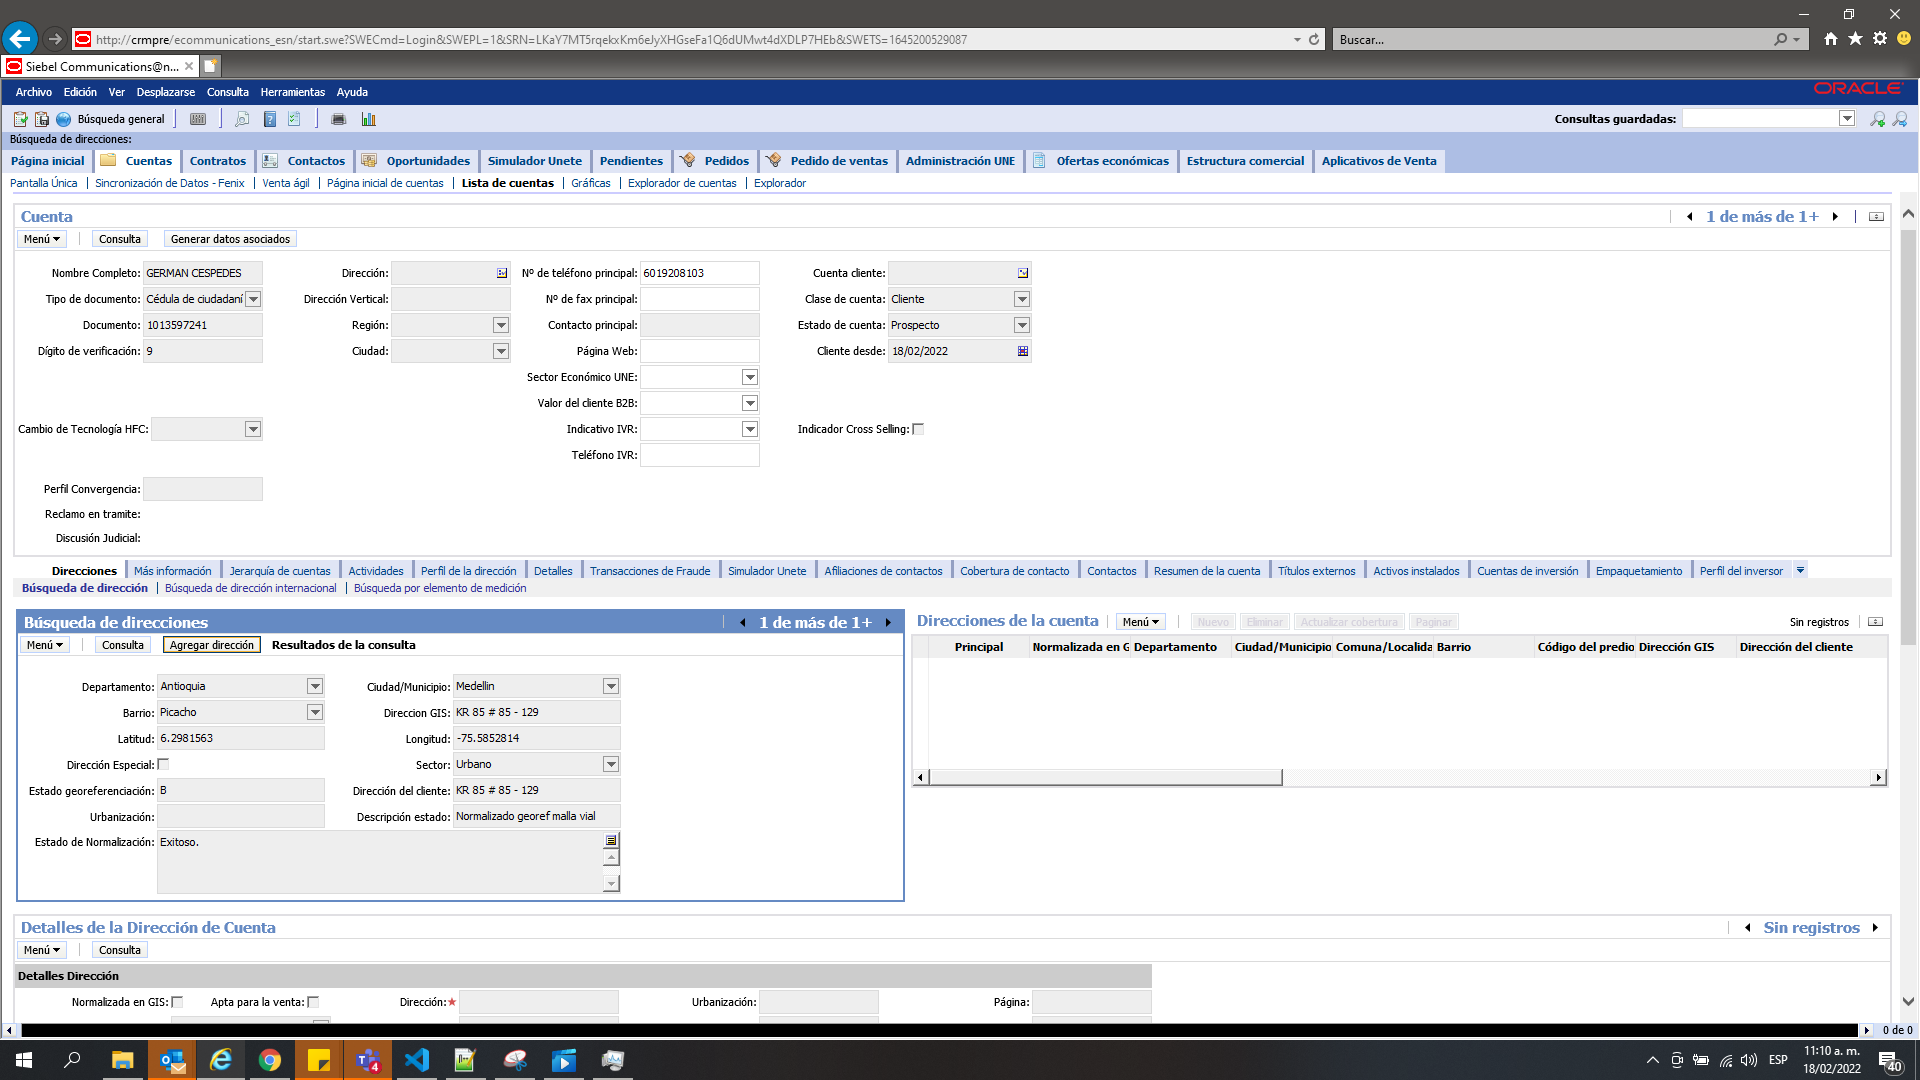 http://crmpre/ecommunications_esn/start.swe?SWECmd=Login&SWEPL=1&SRN=LKaY7MT5rqekxKm6eJyXHGseFa1Q6dUMwt4dXDLP7HEb&SWETS=1645200529087
Buscar...
Siebel Communications@n...
Archivo Edición Ver Desplazarse Consulta Herramientas Ayuda
ORACLE
Búsqueda general
Consultas guardadas:
Búsqueda de direcciones:
Página inicial Cuentas Contratos Contactos Oportunidades Simulador Unete Pendientes Pedidos Pedido de ventas Administración UNE Ofertas económicas Estructura comercial Aplicativos de Venta
Pantalla Única Sincronización de Datos - Fenix Venta ágil Página inicial de cuentas Lista de cuentas Gráficas Explorador de cuentas Explorador
Cuenta 1 de más de 1+
Menú Consulta Generar datos asociados
Nombre Completo: GERMAN CESPEDES Dirección: Nº de teléfono principal: 6019208103 Cuenta cliente:
Tipo de documento: Cédula de ciudadaní Dirección Vertical: Nº de fax principal: Clase de cuenta: Cliente
Documento: 1013597241 Región: Contacto principal: Estado de cuenta: Prospecto
Dígito de verificación: 9 Ciudad: Página Web: Cliente desde: 18/02/2022
Sector Económico UNE:
Valor del cliente B2B:
Cambio de Tecnología HFC: Indicativo IVR: Indicador Cross Selling:
Teléfono IVR:
Perfil Convergencia:
Reclamo en tramite:
Discusión Judicial:
Direcciones Más información Jerarquía de cuentas Actividades Perfil de la dirección Detalles Transacciones de Fraude Simulador Unete Afiliaciones de contactos Cobertura de contacto Contactos Resumen de la cuenta Títulos externos Activos instalados Cuentas de inversión Empaquetamiento Perfil del inversor
Búsqueda de dirección Búsqueda de dirección internacional Búsqueda por elemento de medición
Búsqueda de direcciones 1 de más de 1+
Menú Consulta Agregar dirección Resultados de la consulta
Departamento: Antioquia Ciudad/Municipio: Medellin
Barrio: Picacho Direccion GIS: KR 85 # 85 - 129
Latitud: 6.2981563 Longitud: -75.5852814
Dirección Especial: Sector: Urbano
Estado georeferenciación: B Dirección del cliente: KR 85 # 85 - 129
Urbanización: Descripción estado: Normalizado georef malla vial
Estado de Normalización: Exitoso.
Direcciones de la cuenta Menú Nuevo Eliminar Actualizar cobertura Paginar Sin registros
Principal Normalizada en G Departamento Ciudad/Municipio Comuna/Localida Barrio Código del predio Dirección GIS Dirección del cliente
Detalles de la Dirección de Cuenta Sin registros
Menú Consulta
Detalles Dirección
Normalizada en GIS: Apta para la venta: Dirección:★ Urbanización: Página:
0 de 0
4
ESP
11:10 a. m.
18/02/2022
40